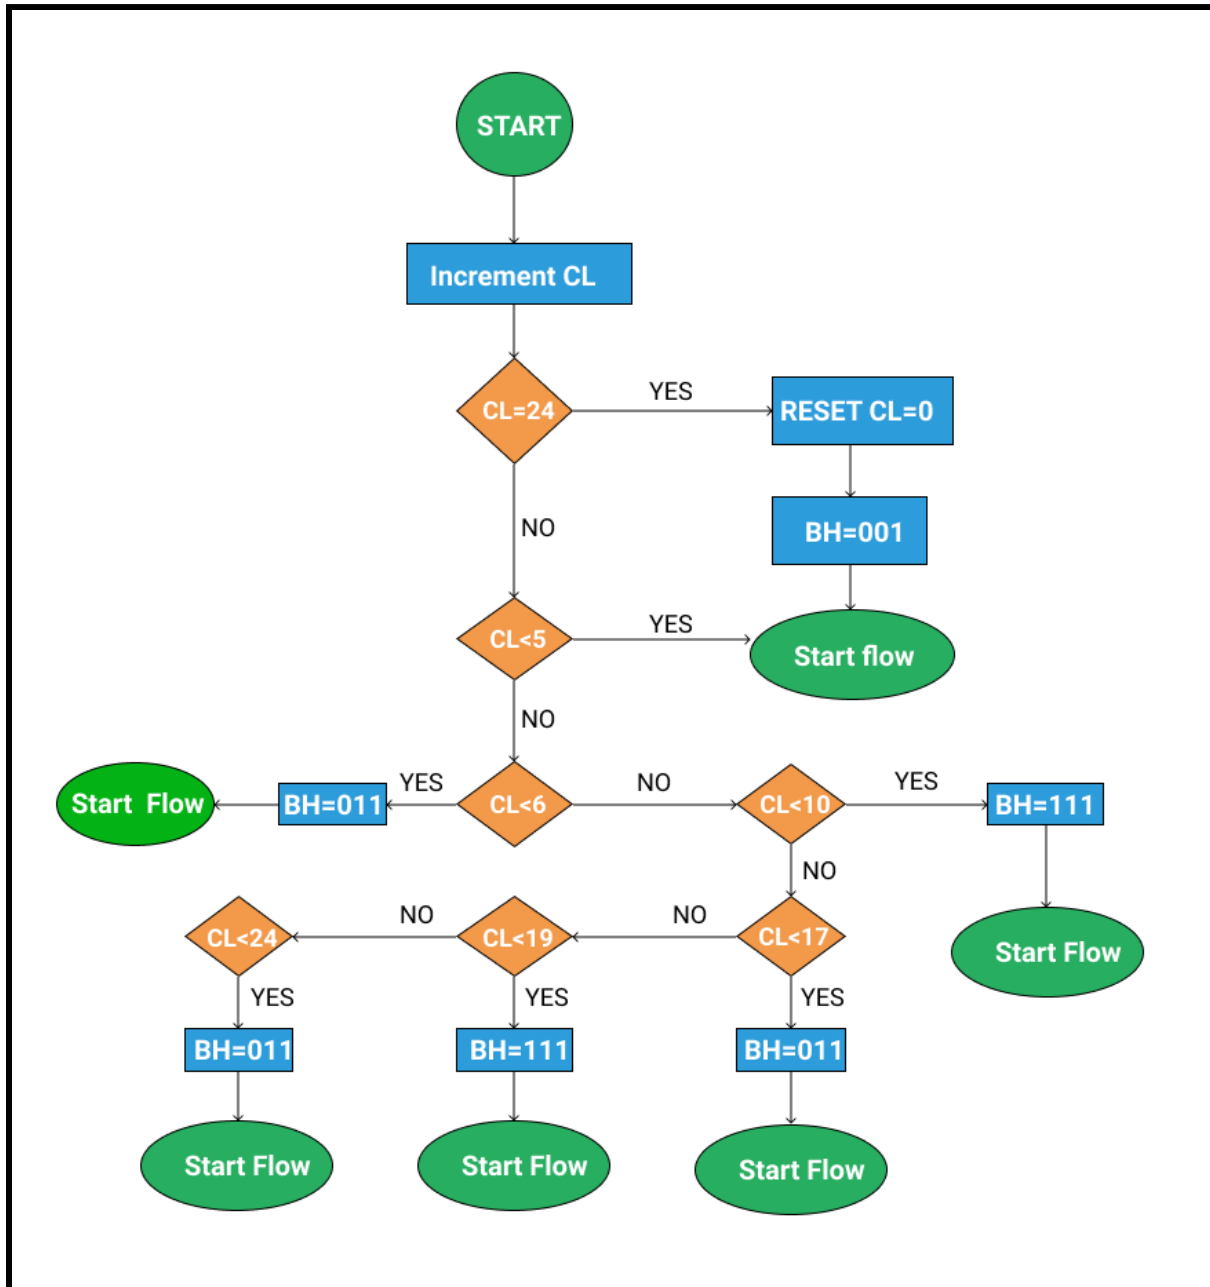 START
Increment CL
CL=24
YES
RESET CL=0
NO
BH=001
CL<5
YES
Start flow
NO
Start Flow
BH=011
YES
CL<6
NO
CL<10
YES
BH=111
NO
CL<24
NO
CL<19
NO
CL<17
Start Flow
YES
YES
YES
BH=011
BH=111
BH=011
Start Flow
Start Flow
Start Flow